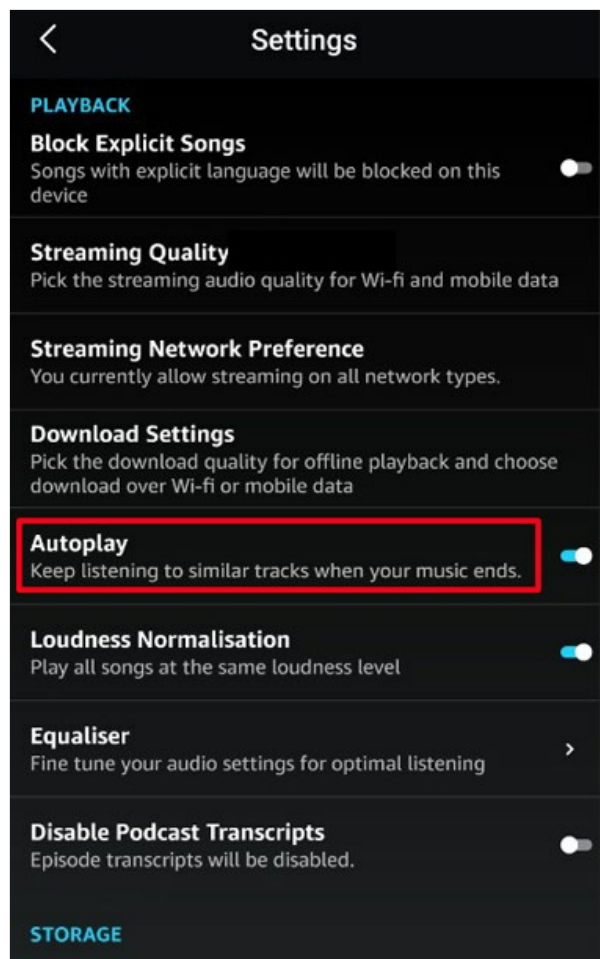 Settings
PLAYBACK
Block Explicit Songs
Songs with explicit language will be blocked on this
device
Streaming Quality
Pick the streaming audio quality for Wi-fi and mobile data
Streaming Network Preference
You currently allow streaming on all network types.
Download Settings
Pick the download quality for offline playback and choose
download over Wi-fi or mobile data
Autoplay
Keep listening to similar tracks when your music ends.
Loudness Normalisation
Play all songs at the same loudness level
Equaliser
Fine tune your audio settings for optimal listening
Disable Podcast Transcripts
Episode transcripts will be disabled.
STORAGE